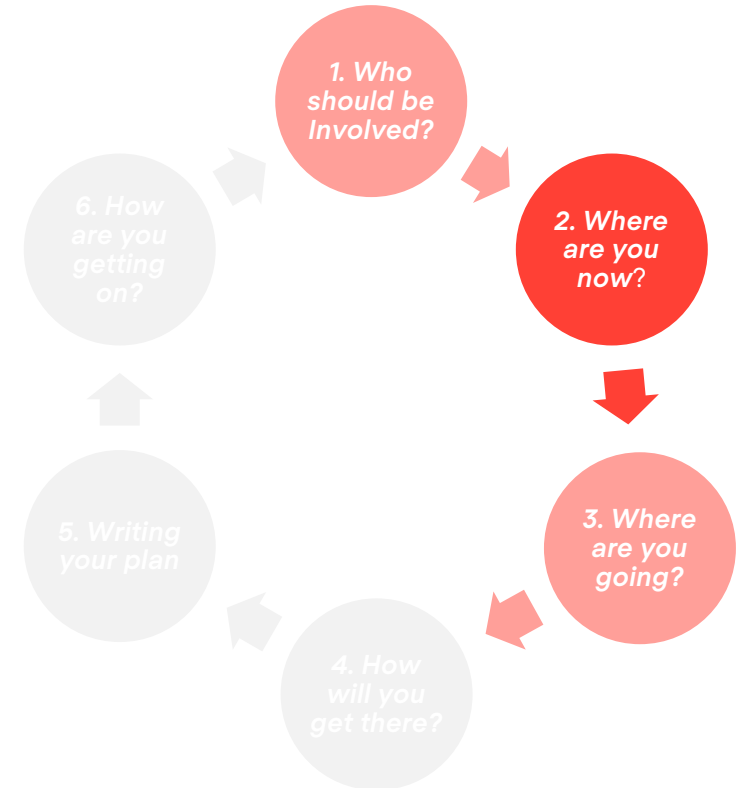 1. Who
should be
Involved?
2. Where
are you
now?
3. Where
are you
going?
4. How
will you
get there?
5. Writing
your plan
6. How
are you
getting
on?